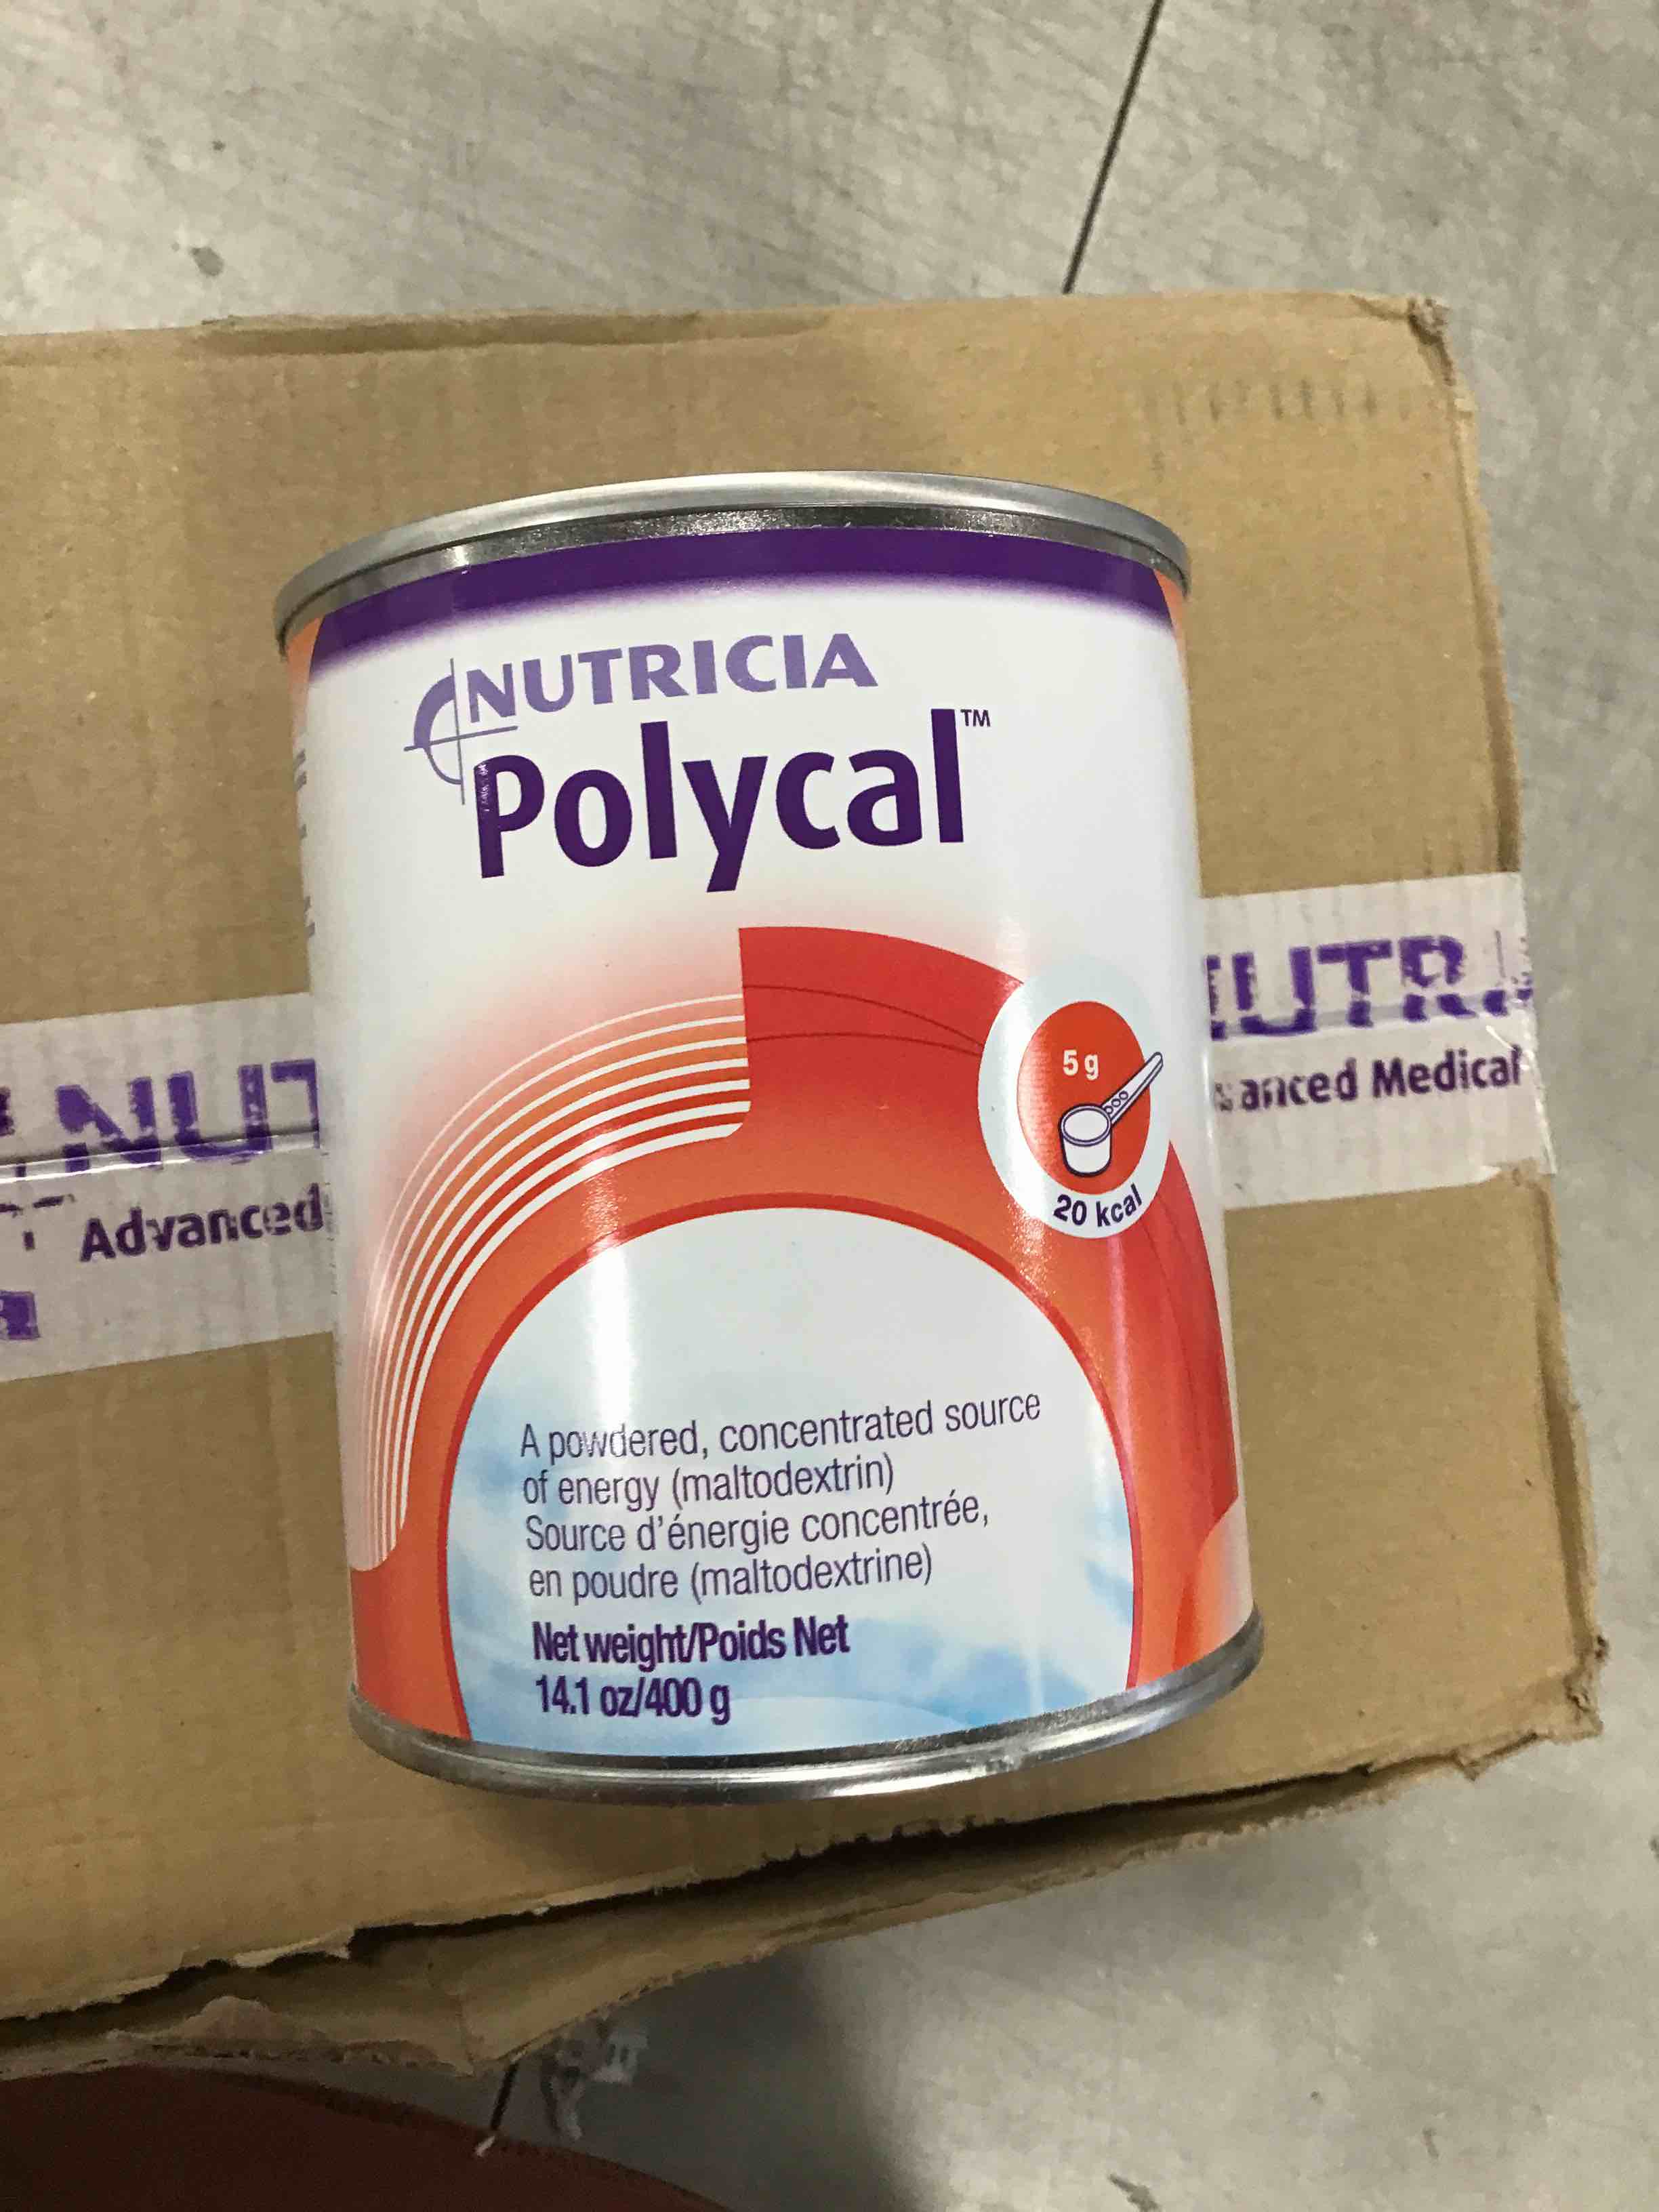 NUTRICIA
Polycal™
5 g
20 kcal
A powdered, concentrated source
of energy (maltodextrin)
Source d'énergie concentrée,
en poudre (maltodextrine)
Net weight/Poids Net
14.1 oz/400 g
NUT
Advanced
NUTR
anced Medical